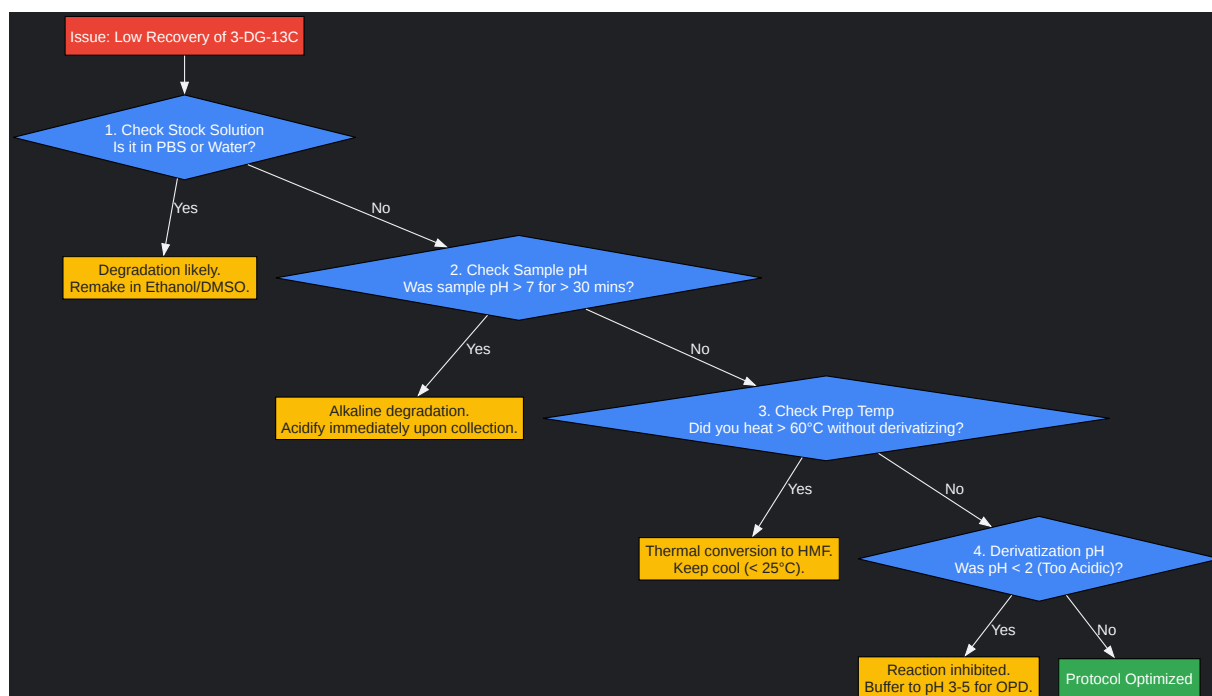 Issue: Low Recovery of 3-DG-13C
1. Check Stock Solution
Is it in PBS or Water?
Yes
No
Degradation likely.
Remake in Ethanol/DMSO.
2. Check Sample pH
Was sample pH > 7 for > 30 mins?
Yes
No
Alkaline degradation.
Acidify immediately upon collection.
3. Check Prep Temp
Did you heat > 60°C without derivatizing?
Yes
No
Thermal conversion to HMF.
Keep cool (< 25°C).
4. Derivatization pH
Was pH < 2 (Too Acidic)?
Yes
No
Reaction inhibited.
Buffer to pH 3-5 for OPD.
Protocol Optimized